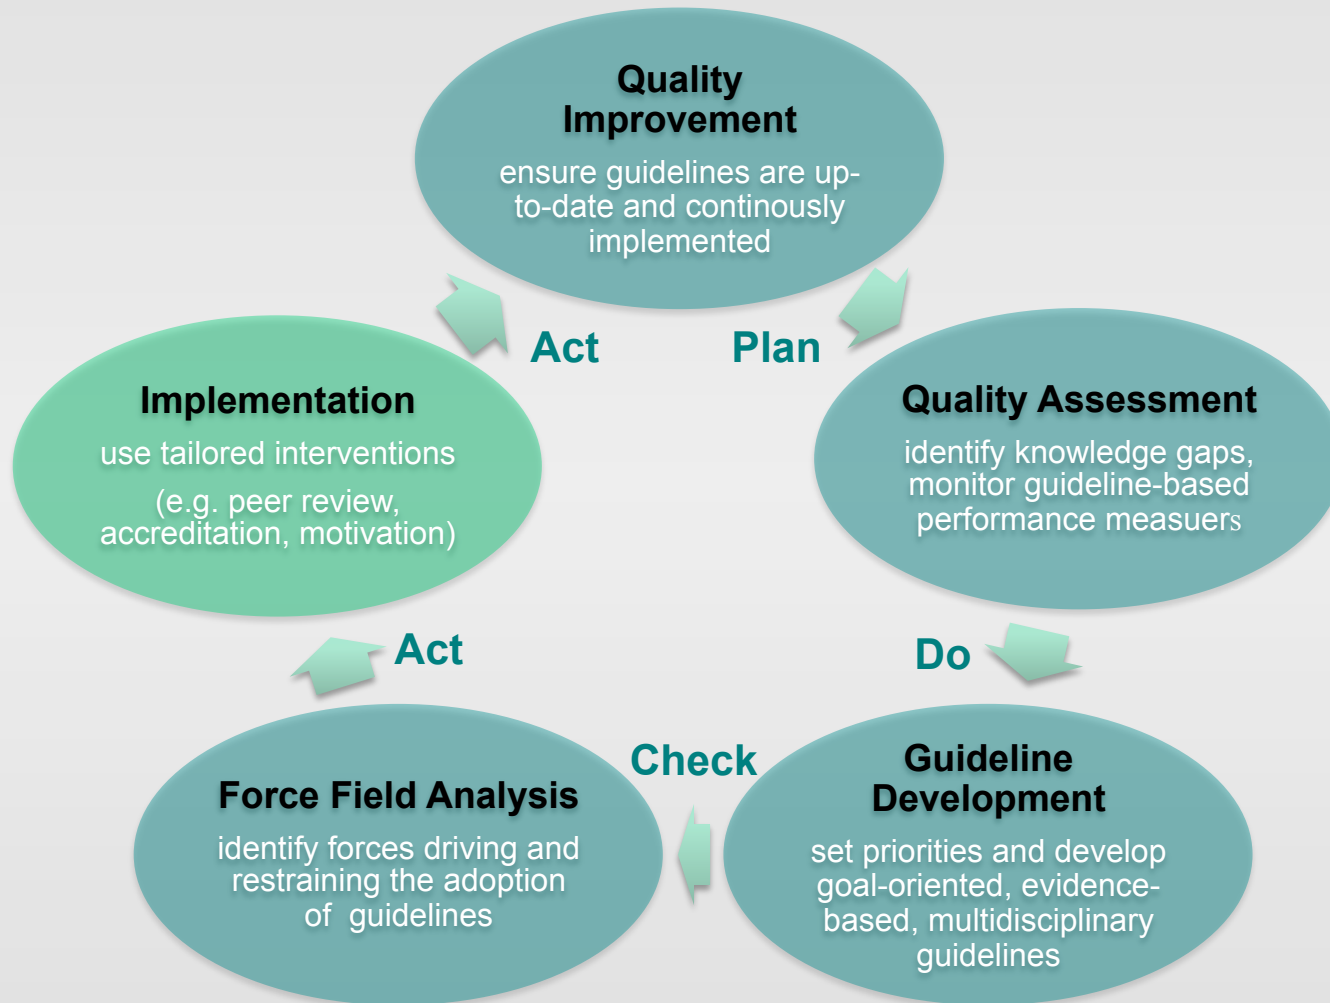 Quality
Improvement
ensure guidelines are up-
to-date and continously
implemented
Act
Plan
Implementation
use tailored interventions
(e.g. peer review,
accreditation, motivation)
Quality Assessment
identify knowledge gaps,
monitor guideline-based
performance measuers
Act
Do
Check
Force Field Analysis
identify forces driving and
restraining the adoption
of guidelines
Guideline
Development
set priorities and develop
goal-oriented, evidence-
based, multidisciplinary
guidelines